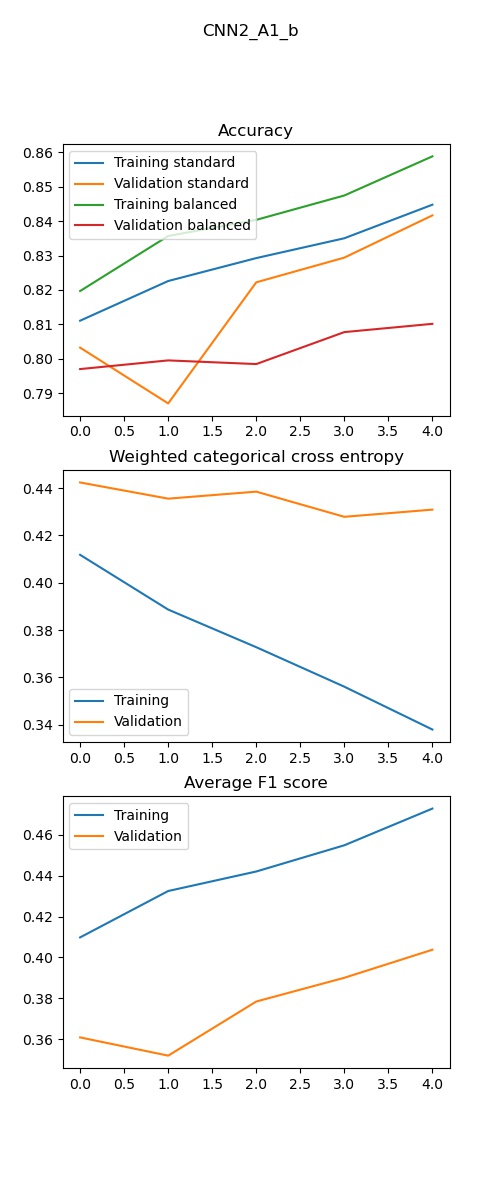 CNN2_A1_b
Accuracy
Training standard
Validation standard
Training balanced
Validation balanced
0.86
0.85
0.84
0.83
0.82
0.81
0.80
0.79
0.0 0.5 1.0 1.5 2.0 2.5 3.0 3.5 4.0
Weighted categorical cross entropy
0.44
0.42
0.40
0.38
0.36
0.34
Training
Validation
0.0 0.5 1.0 1.5 2.0 2.5 3.0 3.5 4.0
Average F1 score
Training
Validation
0.46
0.44
0.42
0.40
0.38
0.36
0.0 0.5 1.0 1.5 2.0 2.5 3.0 3.5 4.0